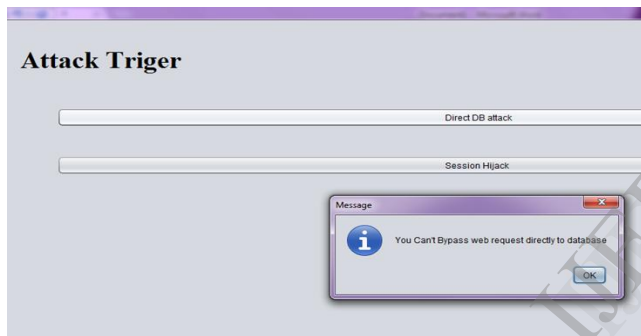 Attack Triger
Direct DB attack
Session Hijack
Message
You Can't Bypass web request directly to database
OK